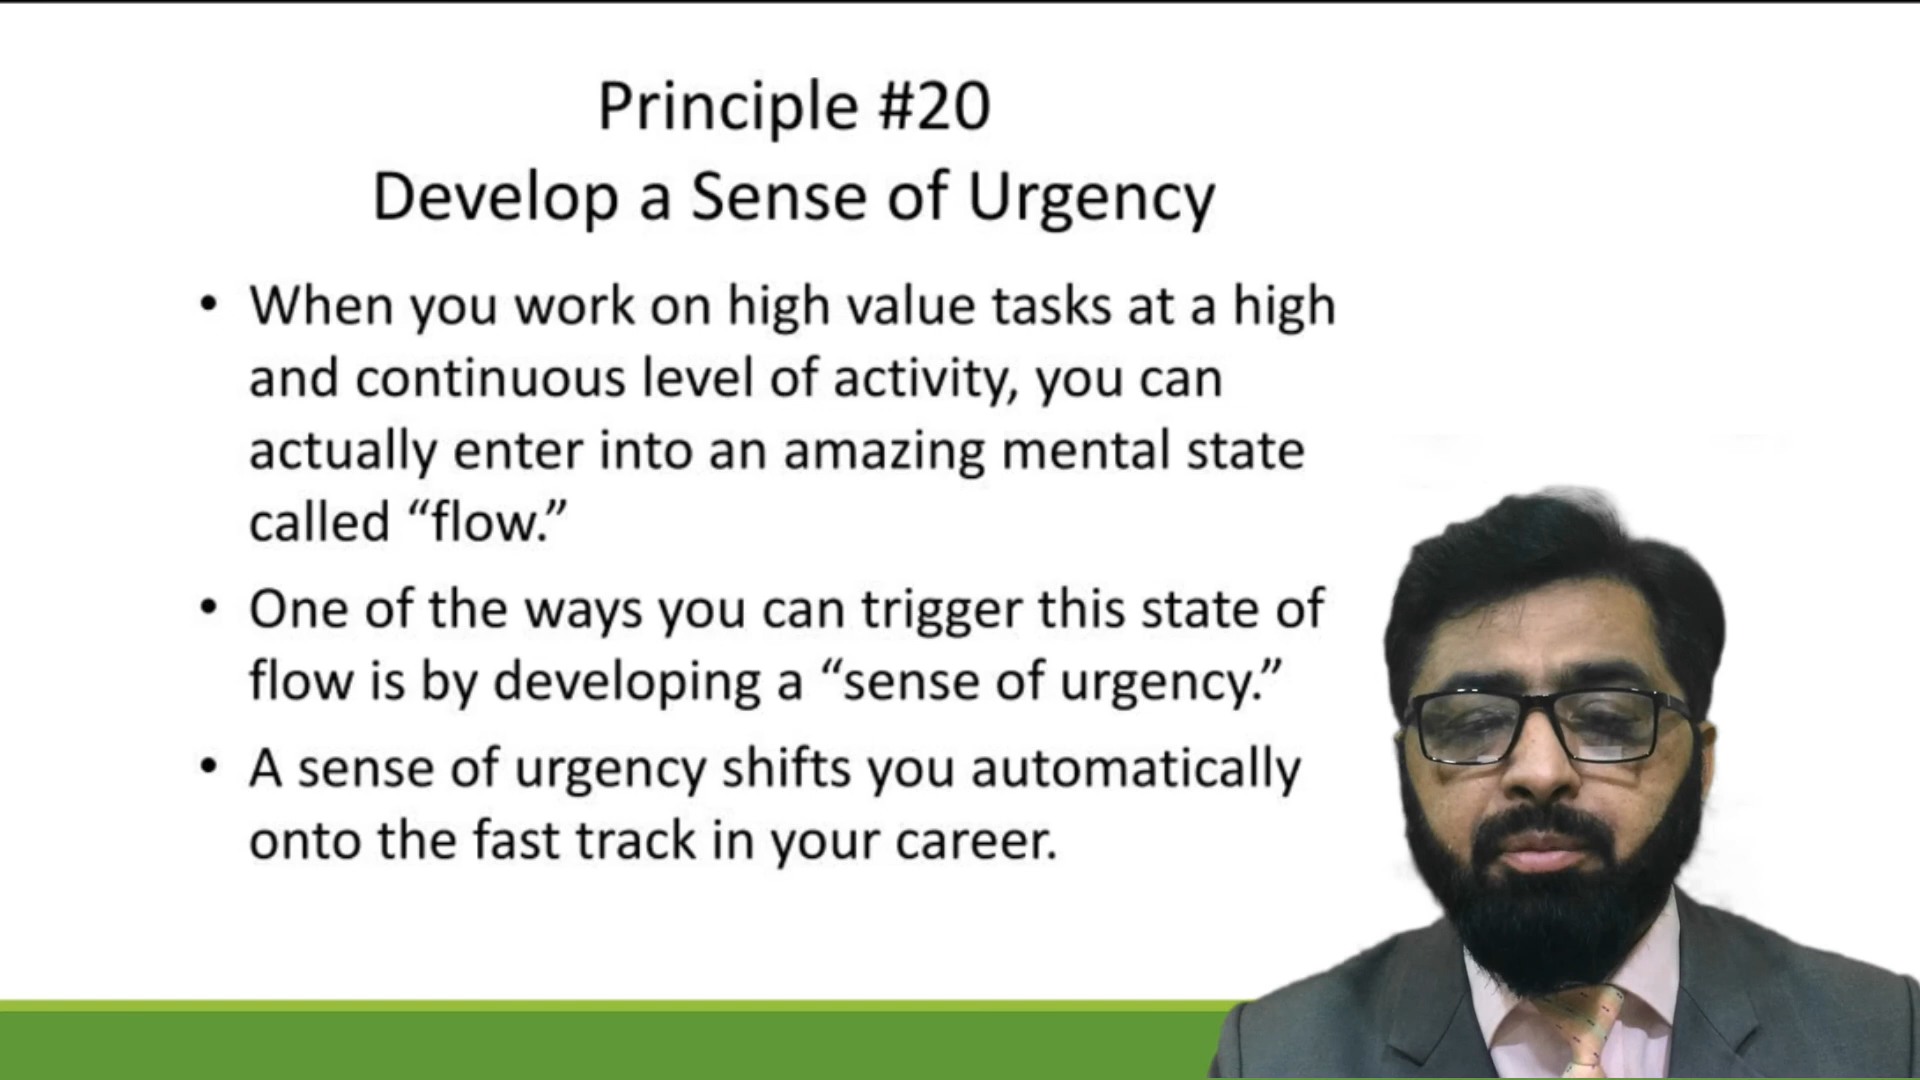 Principle #20
Develop a Sense of Urgency
• When you work on high value tasks at a high
and continuous level of activity, you can
actually enter into an amazing mental state
called “flow.”
• One of the ways you can trigger this state of
flow is by developing a “sense of urgency.”
• A sense of urgency shifts you automatically
onto the fast track in your career.